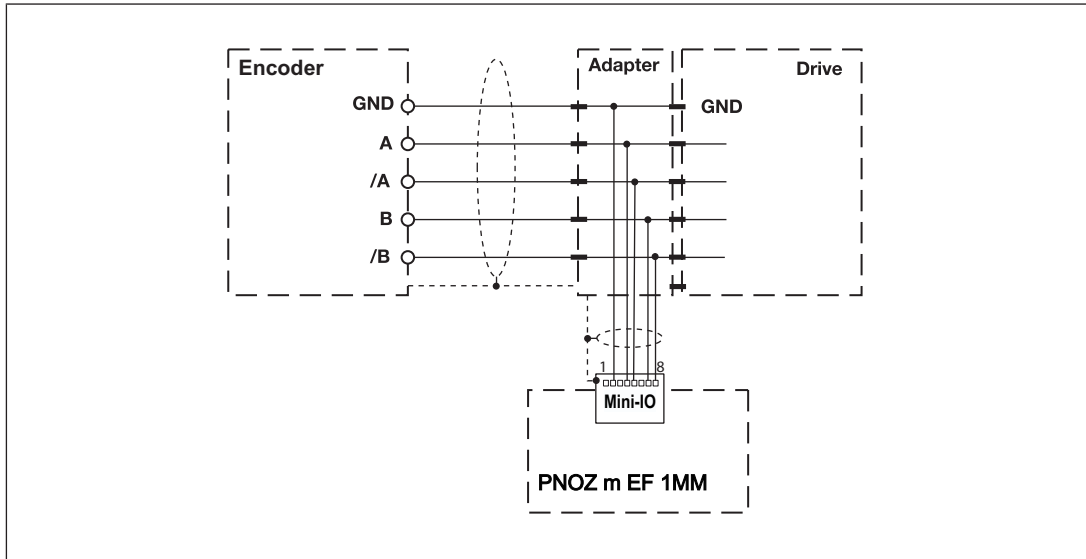 Encoder
Adapter
Drive
GND
GND
A
/A
B
/B
1
8
Mini-IO
PNOZ m EF 1MM